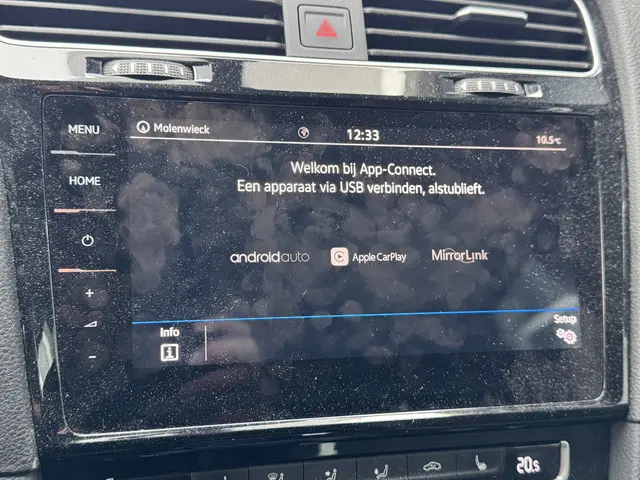 MENU
Molenwieck
12:33
10.5°C
Welkom bij App-Connect.
Een apparaat via USB verbinden, alstublieft.
HOME
androidauto
Apple CarPlay
MirrorLink
+
-
Info
i
Setup
20.5